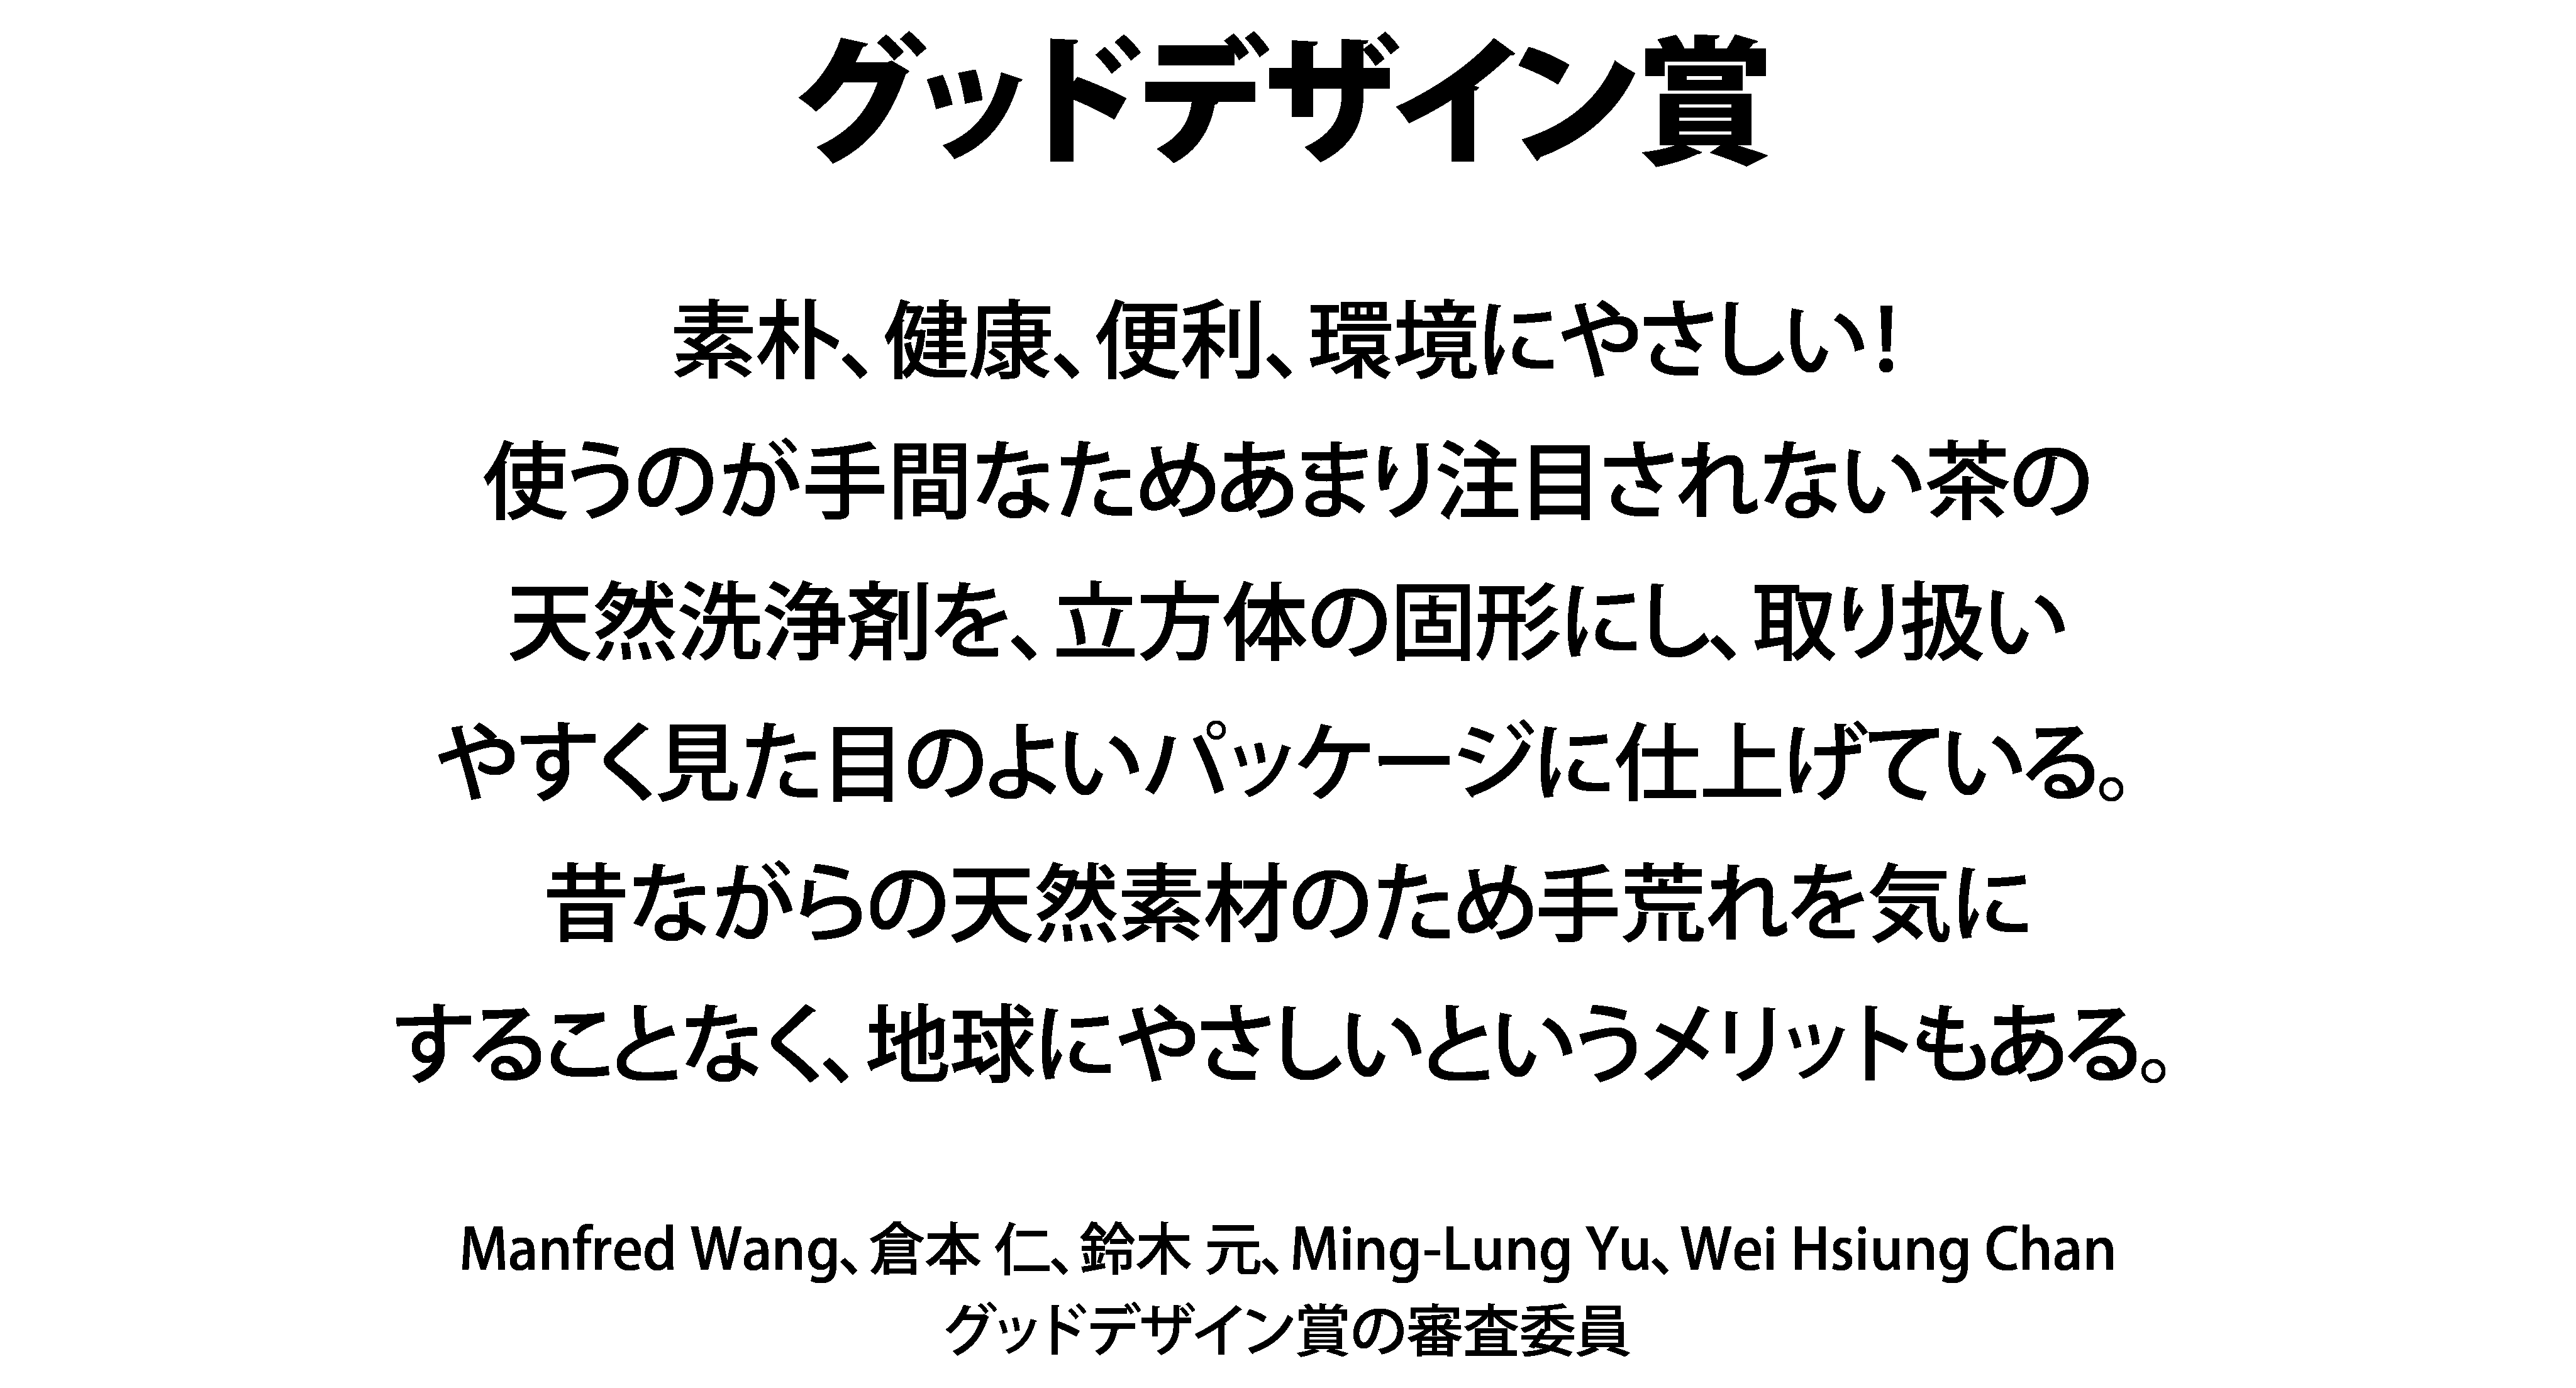 グッドデザイン賞
素朴、健康、便利、環境にやさしい!
使うのが手間なためあまり注目されない茶の
天然洗浄剤を、立方体の固形にし、取り扱い
やすく見た目のよいパッケージに仕上げている。
昔ながらの天然素材のため手荒れを気に
することなく、地球にやさしいというメリットもある。
Manfred Wang、倉本 仁、鈴木 元、Ming-Lung Yu、Wei Hsiung Chan
グッドデザイン賞の審査委員